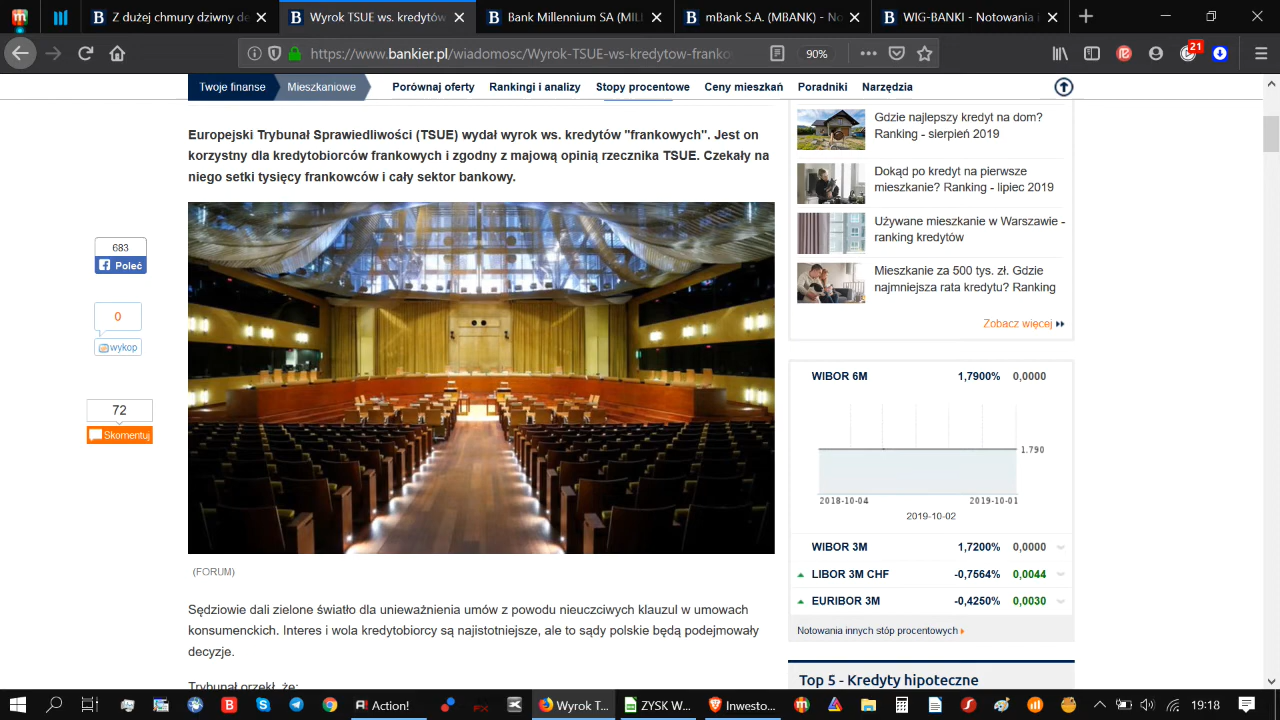 Z dużej chmury dziwny de
Wyrok TSUE ws. kredytów
Bank Millennium SA (MIL
mBank S.A. (MBANK) - No
WIG-BANKI - Notowania i
https://www.bankier.pl/wiadomosc/Wyrok-TSUE-ws-kredytow-franko
90%
21
Twoje finanse
Mieszkaniowe
Porównaj oferty
Rankingi i analizy
Stopy procentowe
Ceny mieszkań
Poradniki
Narzędzia
Europejski Trybunał Sprawiedliwości (TSUE) wydał wyrok ws. kredytów "frankowych". Jest on
korzystny dla kredytobiorców frankowych i zgodny z majową opinią rzecznika TSUE. Czekały na
niego setki tysięcy frankowców i cały sektor bankowy.
683
Poleć
0
wykop
72
Skomentuj
(FORUM)
Sędziowie dali zielone światło dla unieważnienia umów z powodu nieuczciwych klauzul w umowach
konsumenckich. Interes i wola kredytobiorcy są najistotniejsze, ale to sądy polskie będą podejmowały
decyzje.
Trybunał orzekł, że:
Gdzie najlepszy kredyt na dom?
Ranking - sierpień 2019
Dokąd po kredyt na pierwsze
mieszkanie? Ranking - lipiec 2019
Używane mieszkanie w Warszawie -
ranking kredytów
Mieszkanie za 500 tys. zł. Gdzie
najmniejsza rata kredytu? Ranking
Zobacz więcej
WIBOR 6M 1,7900% 0,0000
1.790
2018-10-04 2019-10-01
2019-10-02
WIBOR 3M 1,7200% 0,0000
LIBOR 3M CHF -0,7564% 0,0044
EURIBOR 3M -0,4250% 0,0030
Notowania innych stóp procentowych
Top 5 - Kredyty hipoteczne
Action!
Wyrok T...
ZYSK W...
Inwesto...
19:18